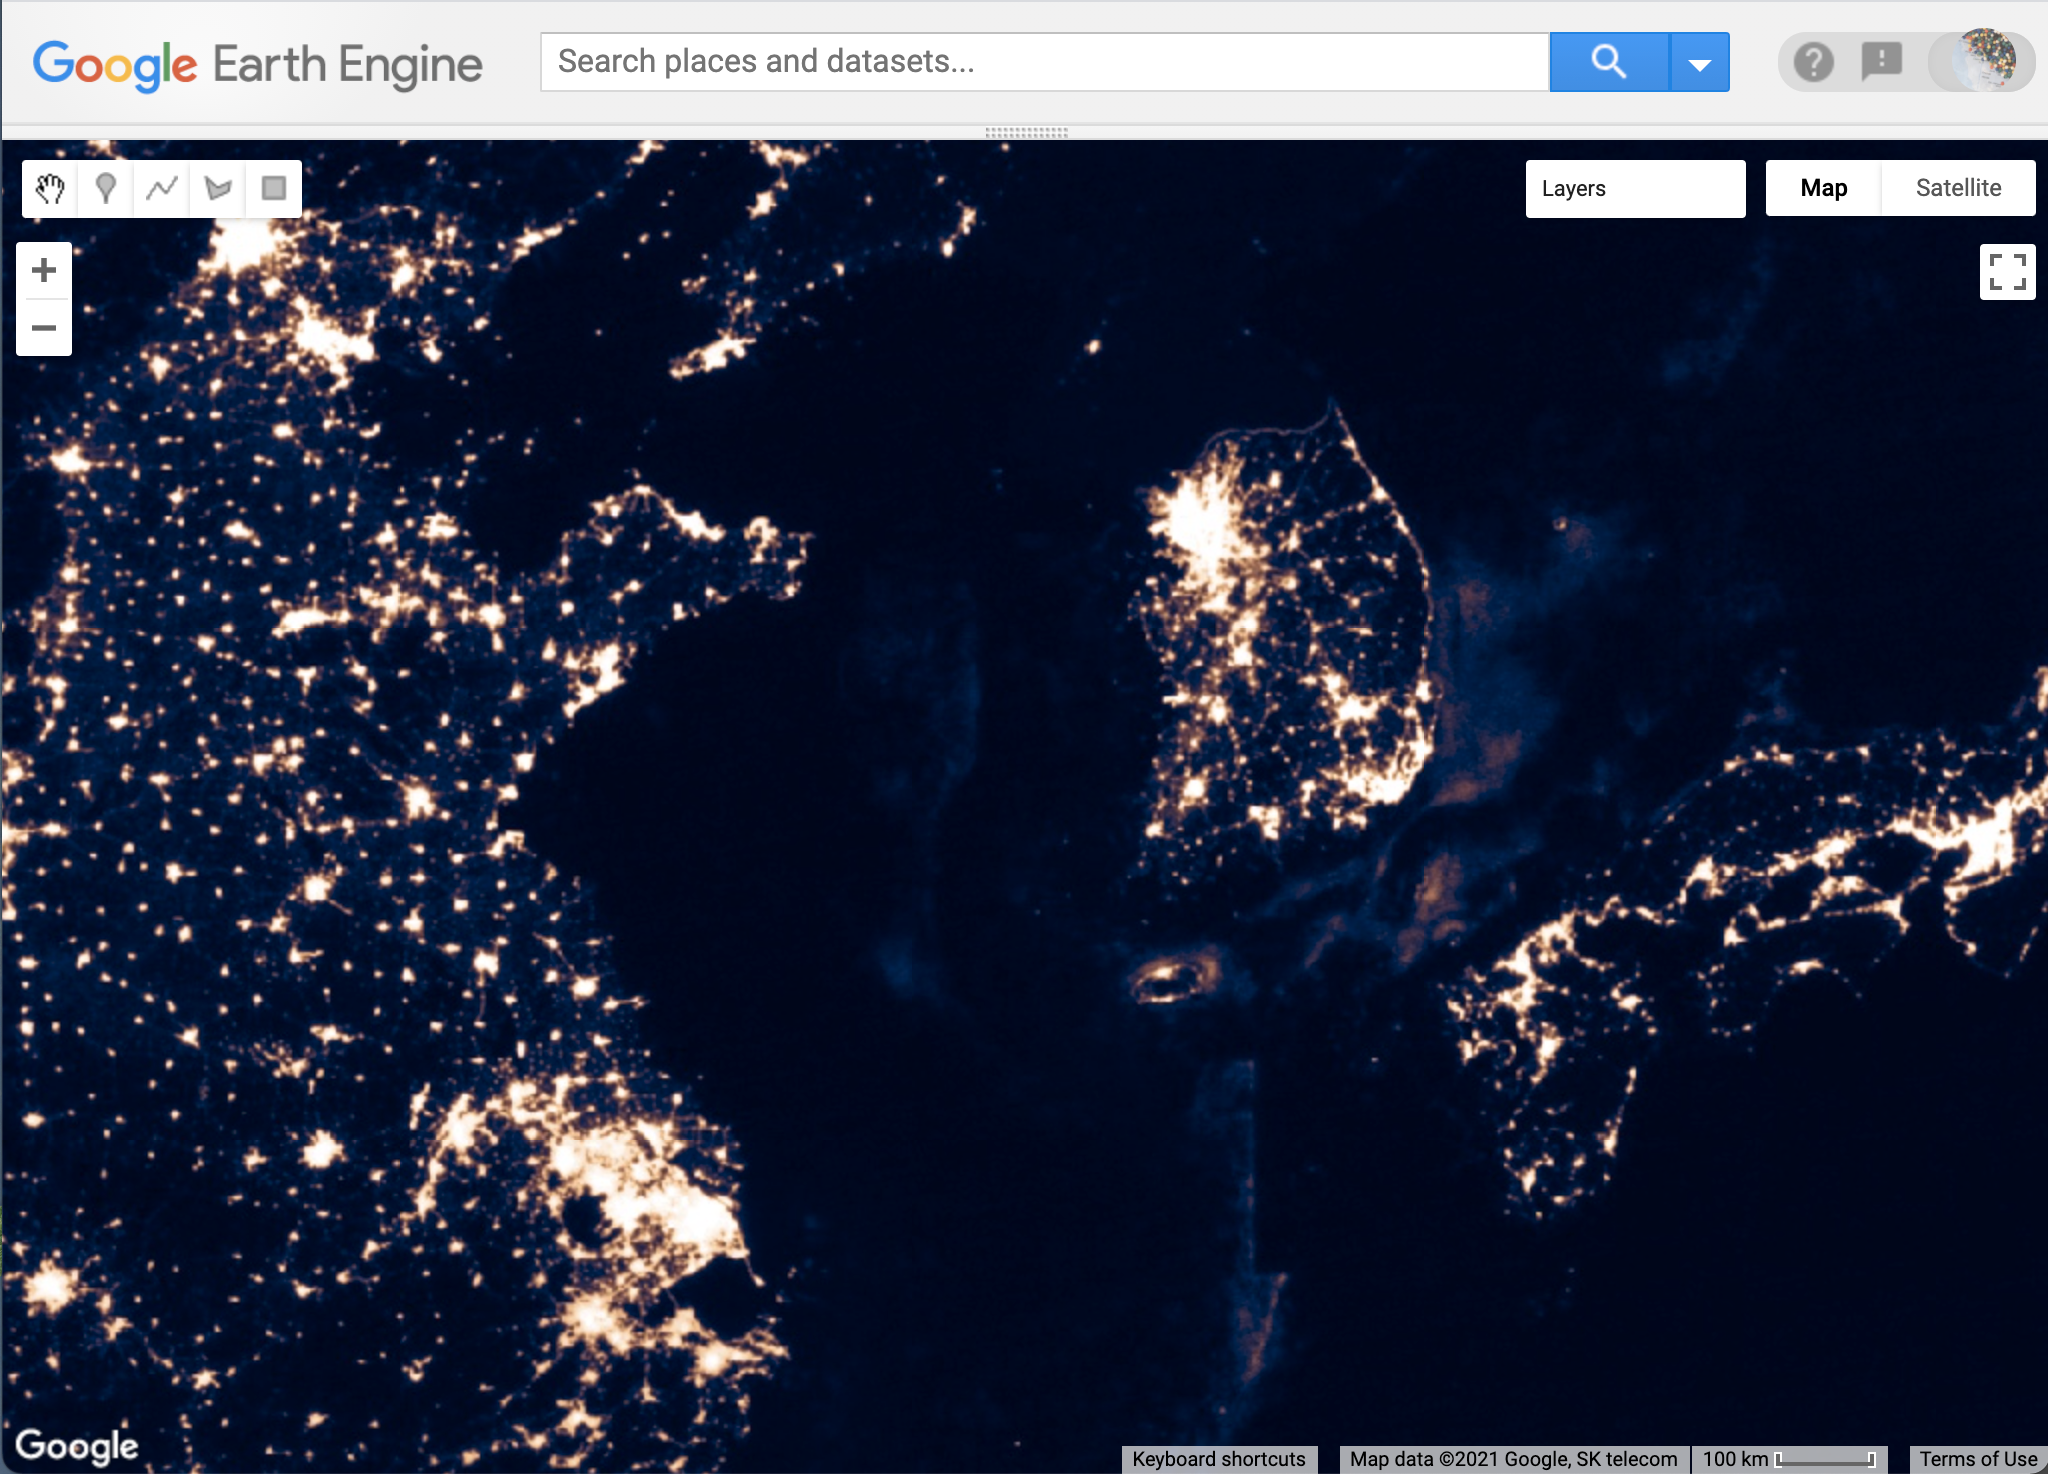 Google Earth Engine
Search places and datasets...
Layers
Map
Satellite
Google
Keyboard shortcuts
Map data ©2021 Google, SK telecom
100 km
Terms of Use